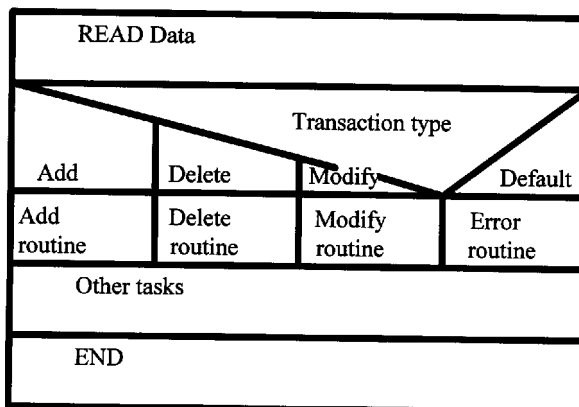 READ Data
Transaction type
Add Delete Modify Default
Add routine
Delete routine
Modify routine
Error routine
Other tasks
END